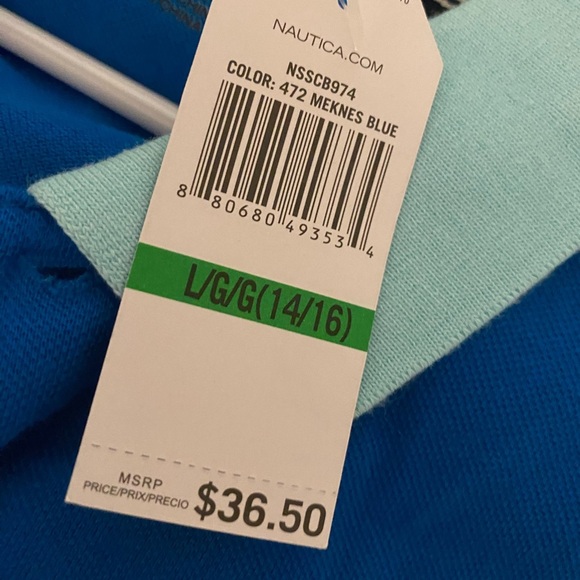 NAUTICA.COM
NSSCB974
COLOR: 472 MEKNES BLUE
8 80680 49353 4
L/G/G(14/16)
MSRP
PRICE/PRIX/PRECIO $36.50